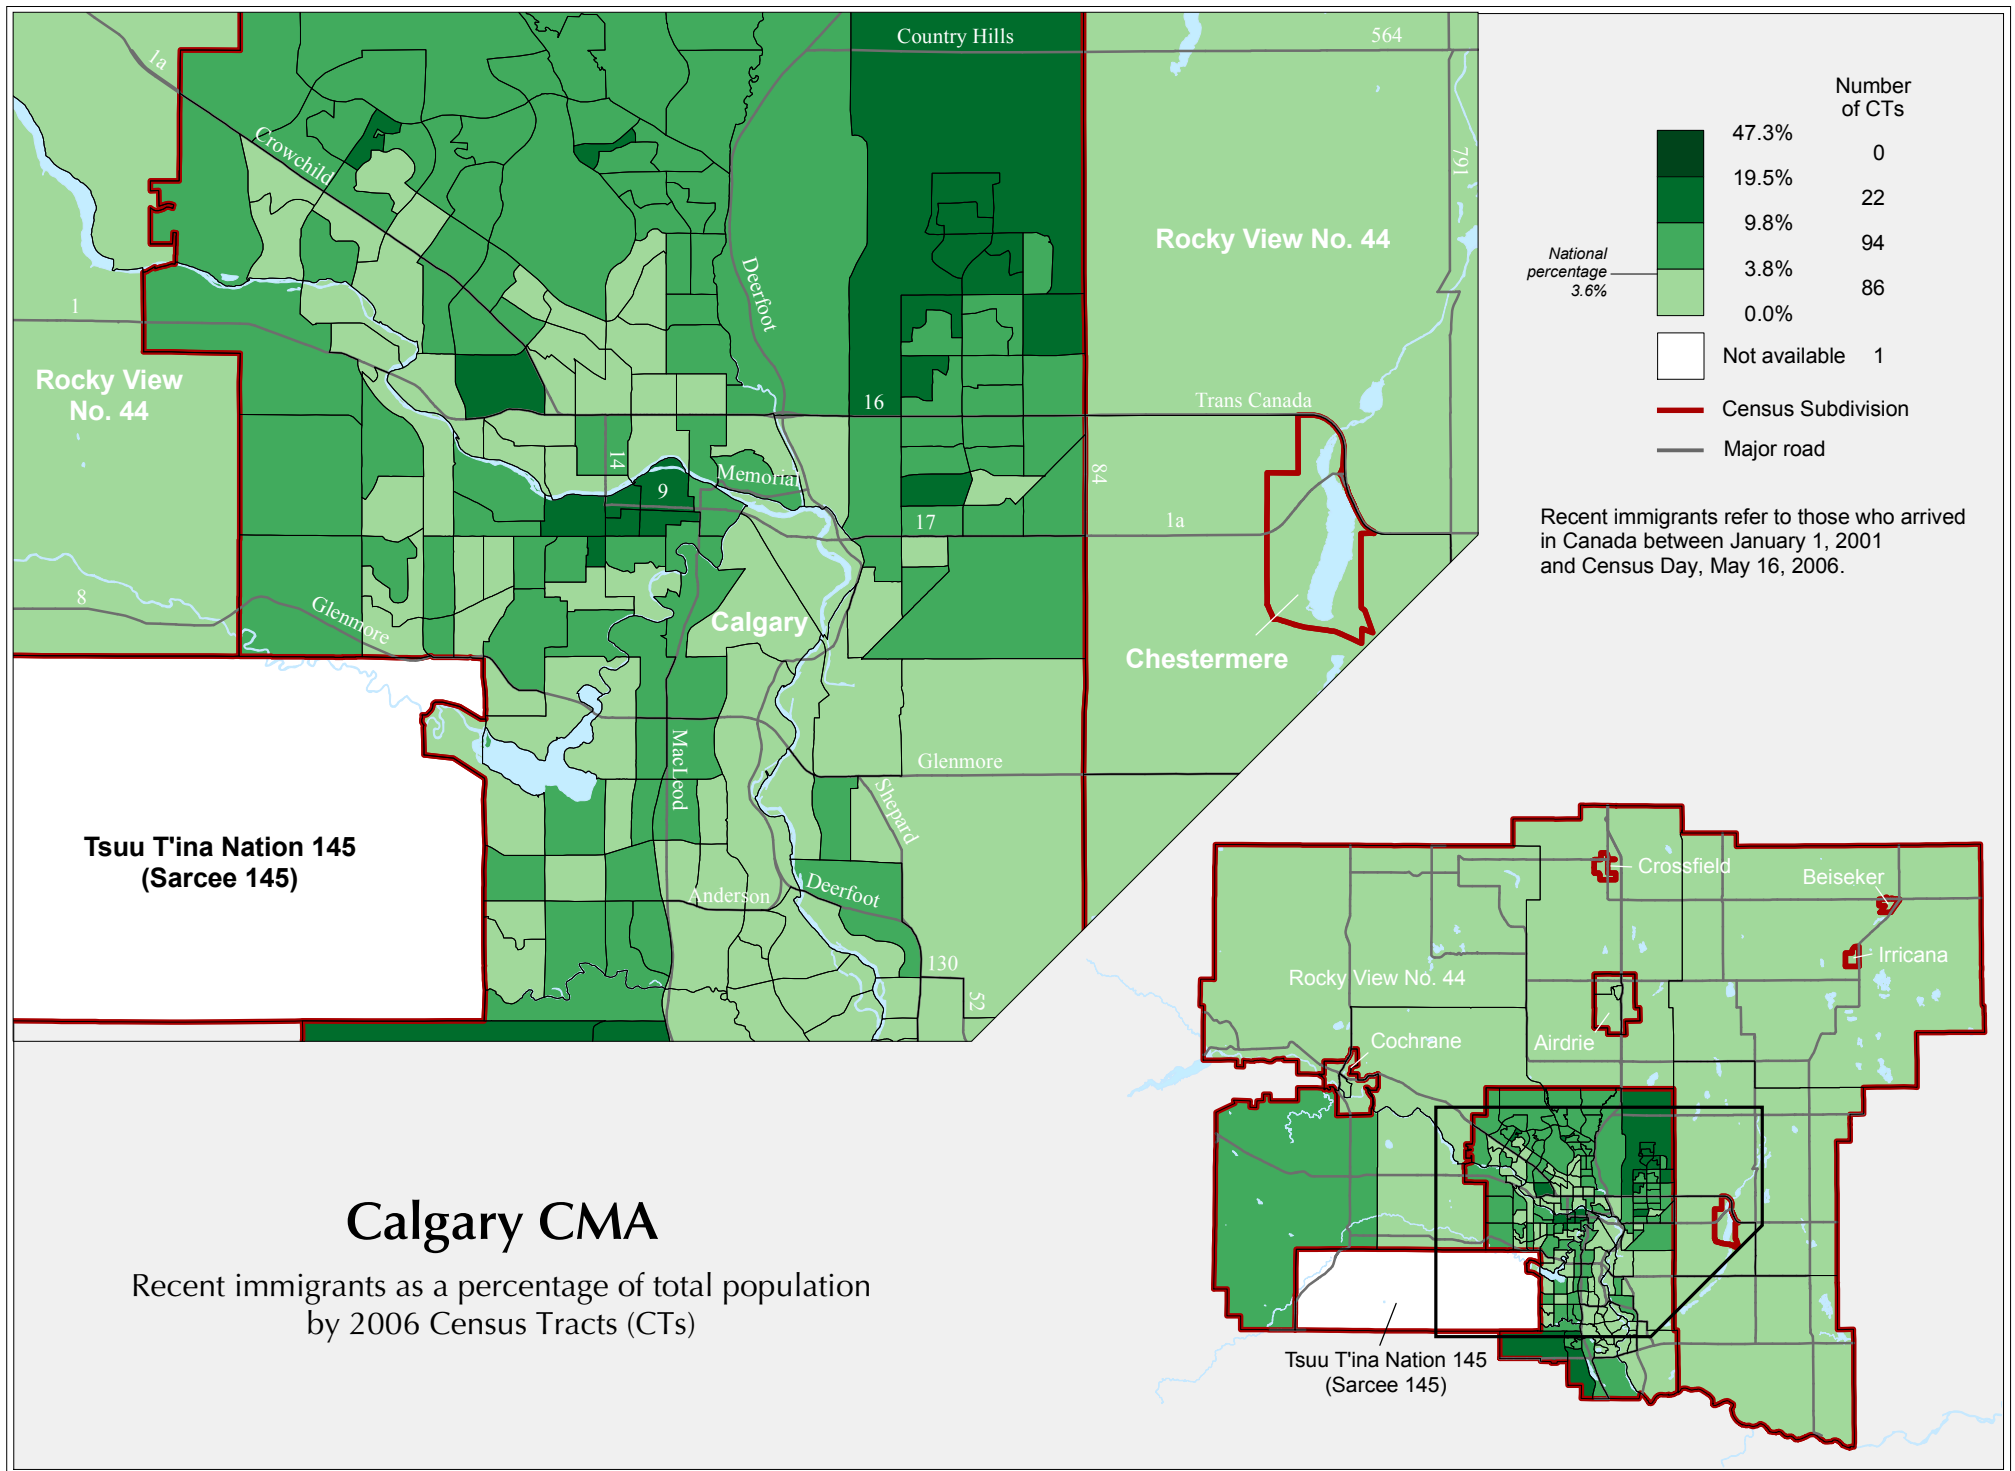 Country Hills
564
1a
Crowchild
791
Rocky View No. 44
Deerfoot
1
Rocky View
No. 44
16
Trans Canada
14
Memorial
9
84
17
1a
8
Glenmore
Calgary
Chestermere
MacLeod
Glenmore
Shepard
Tsuu T'ina Nation 145
(Sarcee 145)
Anderson
Deerfoot
130
52
Number
of CTs
47.3%
0
19.5%
22
9.8%
94
National
percentage
3.6%
3.8%
86
0.0%
Not available 1
Census Subdivision
Major road
Recent immigrants refer to those who arrived
in Canada between January 1, 2001
and Census Day, May 16, 2006.
Crossfield
Beiseker
Irricana
Rocky View No. 44
Airdrie
Cochrane
Tsuu T'ina Nation 145
(Sarcee 145)
Calgary CMA
Recent immigrants as a percentage of total population
by 2006 Census Tracts (CTs)